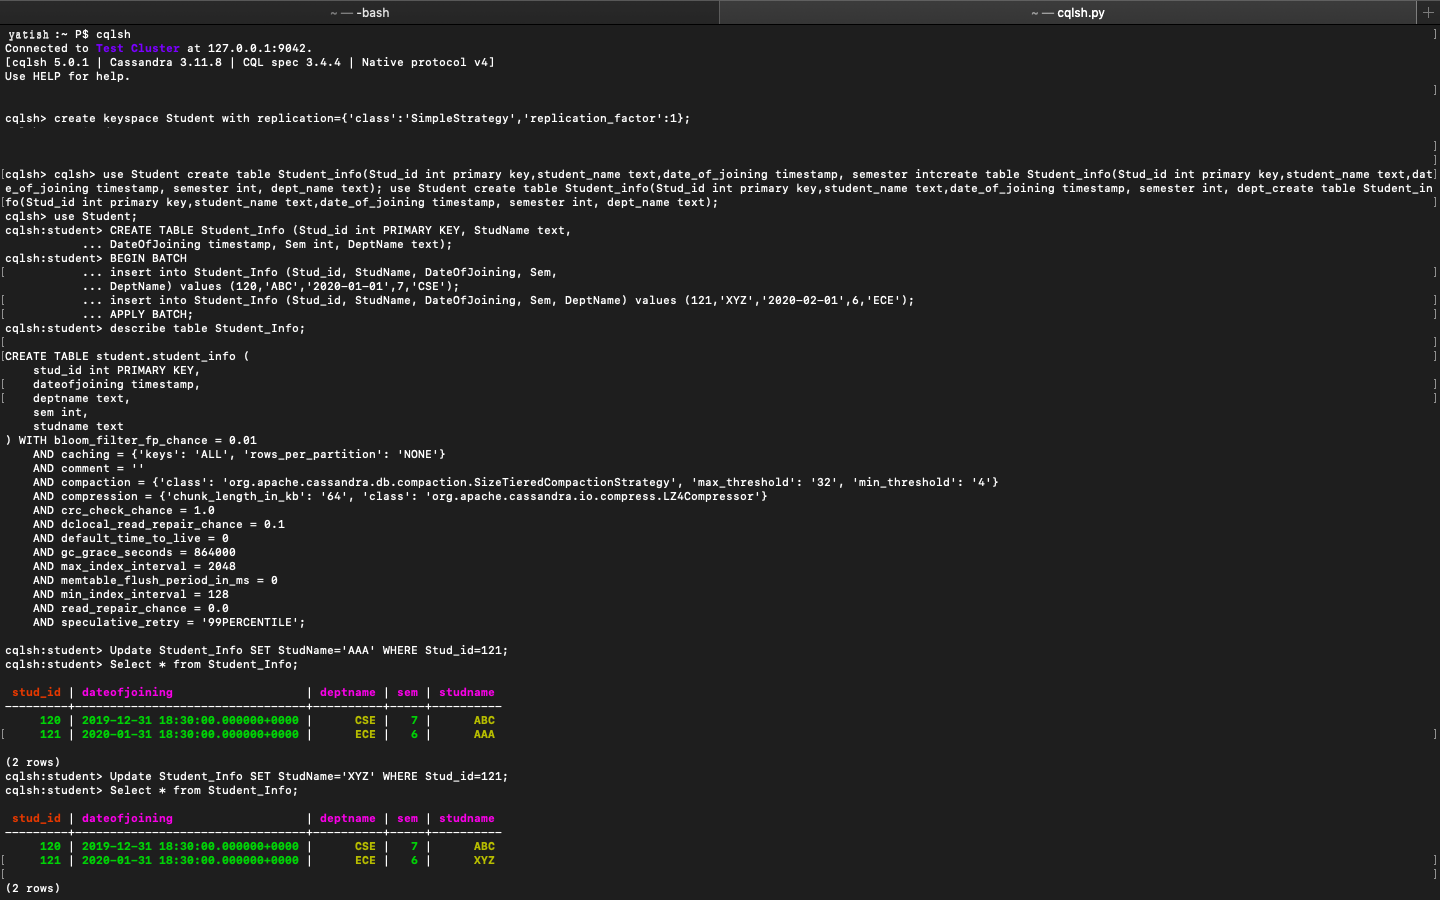 ~ — -bash
~ — cqlsh.py
yatish :~ P$ cqlsh
Connected to Test Cluster at 127.0.0.1:9042.
[cqlsh 5.0.1 | Cassandra 3.11.8 | CQL spec 3.4.4 | Native protocol v4]
Use HELP for help.
cqlsh> create keyspace Student with replication={'class':'SimpleStrategy','replication_factor':1};
cqlsh> cqlsh> use Student create table Student_info(Stud_id int primary key,student_name text,date_of_joining timestamp, semester intcreate table Student_info(Stud_id int primary key,student_name text,dat
e_of_joining timestamp, semester int, dept_name text); use Student create table Student_info(Stud_id int primary key,student_name text,date_of_joining timestamp, semester int, dept_create table Student_in
fo(Stud_id int primary key,student_name text,date_of_joining timestamp, semester int, dept_name text);
cqlsh> use Student;
cqlsh:student> CREATE TABLE Student_Info (Stud_id int PRIMARY KEY, StudName text,
... DateOfJoining timestamp, Sem int, DeptName text);
cqlsh:student> BEGIN BATCH
... insert into Student_Info (Stud_id, StudName, DateOfJoining, Sem,
... DeptName) values (120,'ABC','2020-01-01',7,'CSE');
... insert into Student_Info (Stud_id, StudName, DateOfJoining, Sem, DeptName) values (121,'XYZ','2020-02-01',6,'ECE');
... APPLY BATCH;
cqlsh:student> describe table Student_Info;
CREATE TABLE student.student_info (
stud_id int PRIMARY KEY,
dateofjoining timestamp,
deptname text,
sem int,
studname text
) WITH bloom_filter_fp_chance = 0.01
AND caching = {'keys': 'ALL', 'rows_per_partition': 'NONE'}
AND comment = ''
AND compaction = {'class': 'org.apache.cassandra.db.compaction.SizeTieredCompactionStrategy', 'max_threshold': '32', 'min_threshold': '4'}
AND compression = {'chunk_length_in_kb': '64', 'class': 'org.apache.cassandra.io.compress.LZ4Compressor'}
AND crc_check_chance = 1.0
AND dclocal_read_repair_chance = 0.1
AND default_time_to_live = 0
AND gc_grace_seconds = 864000
AND max_index_interval = 2048
AND memtable_flush_period_in_ms = 0
AND min_index_interval = 128
AND read_repair_chance = 0.0
AND speculative_retry = '99PERCENTILE';
cqlsh:student> Update Student_Info SET StudName='AAA' WHERE Stud_id=121;
cqlsh:student> Select * from Student_Info;
stud_id | dateofjoining | deptname | sem | studname
---------+---------------------------------+----------+-----+----------
120 | 2019-12-31 18:30:00.000000+0000 | CSE | 7 | ABC
121 | 2020-01-31 18:30:00.000000+0000 | ECE | 6 | AAA
(2 rows)
cqlsh:student> Update Student_Info SET StudName='XYZ' WHERE Stud_id=121;
cqlsh:student> Select * from Student_Info;
stud_id | dateofjoining | deptname | sem | studname
---------+---------------------------------+----------+-----+----------
120 | 2019-12-31 18:30:00.000000+0000 | CSE | 7 | ABC
121 | 2020-01-31 18:30:00.000000+0000 | ECE | 6 | XYZ
(2 rows)